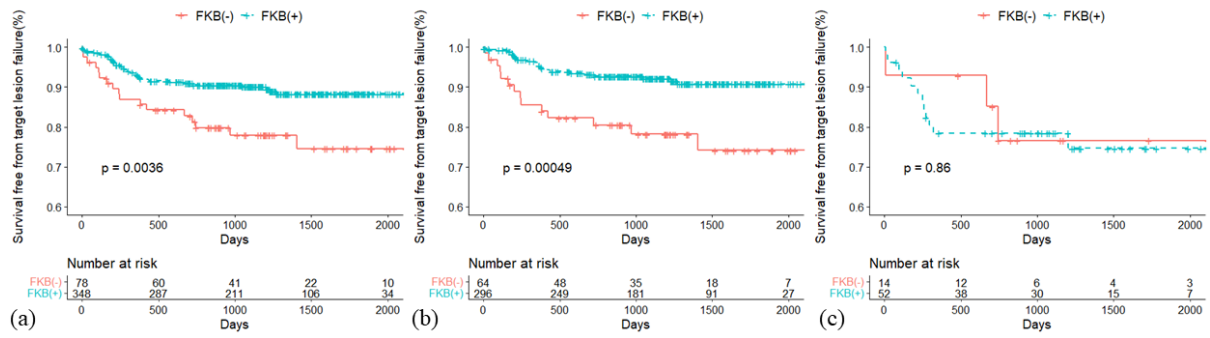 FKB(-) FKB(+)
Survival free from target lesion failure(%)
1.0
0.9
0.8
0.7
0.6
p = 0.0036
0 500 1000 1500 2000
Days
Number at risk
FKB(-) 78 60 41 22 10
FKB(+) 348 287 211 106 34
0 500 1000 1500 2000
Days
(a)
FKB(-) FKB(+)
Survival free from target lesion failure(%)
1.0
0.9
0.8
0.7
0.6
p = 0.00049
0 500 1000 1500 2000
Days
Number at risk
FKB(-) 64 48 35 18 7
FKB(+) 296 249 181 91 27
0 500 1000 1500 2000
Days
(b)
FKB(-) FKB(+)
Survival free from target lesion failure(%)
1.0
0.9
0.8
0.7
0.6
p = 0.86
0 500 1000 1500 2000
Days
Number at risk
FKB(-) 14 12 6 4 3
FKB(+) 52 38 30 15 7
0 500 1000 1500 2000
Days
(c)